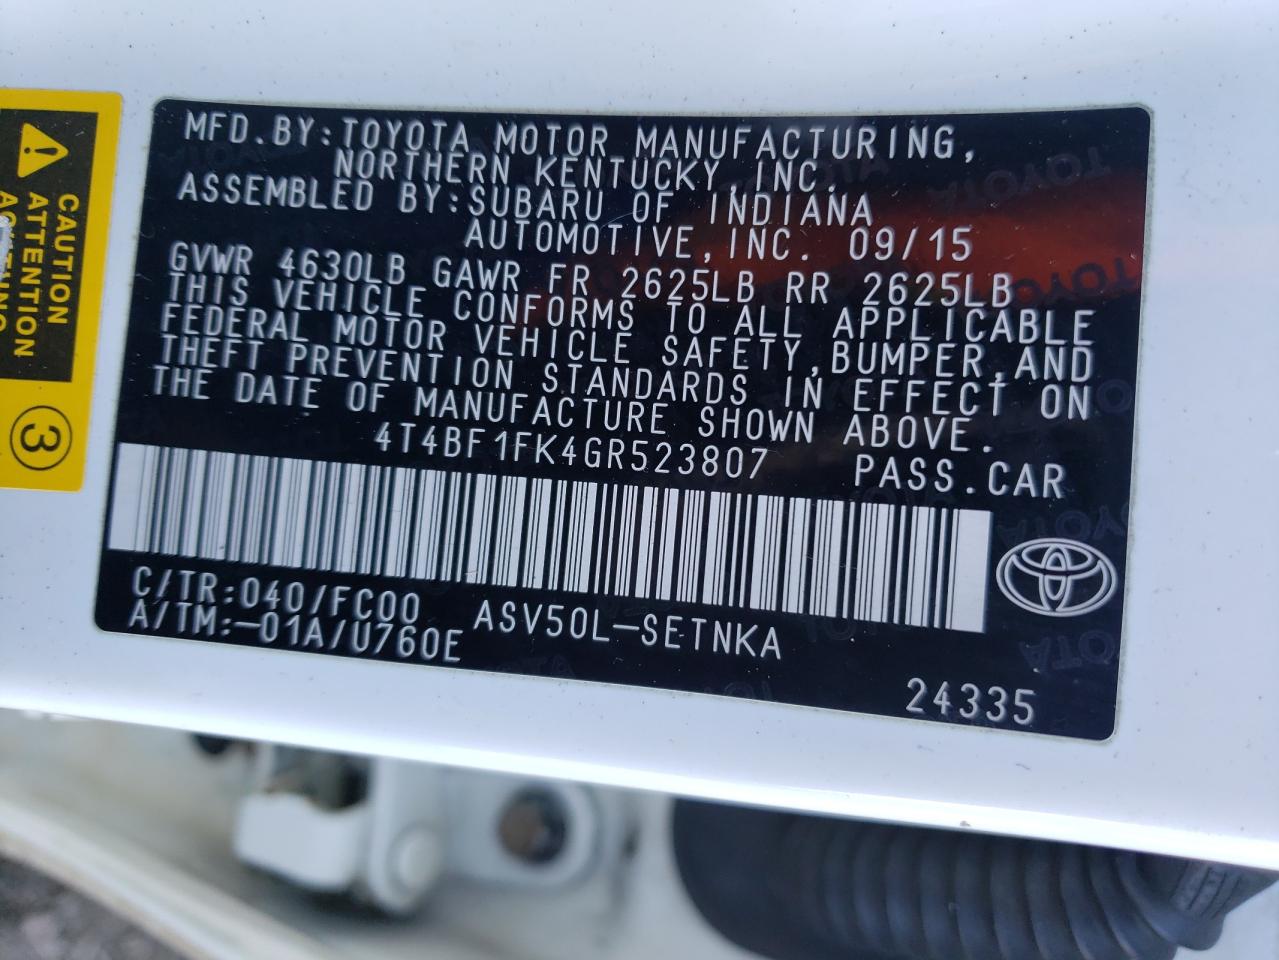 MFD.BY:TOYOTA MOTOR MANUFACTURING,
NORTHERN KENTUCKY,INC.
ASSEMBLED BY:SUBARU OF INDIANA
AUTOMOTIVE,INC. 09/15
GVWR 4630LB GAWR FR 2625LB RR 2625LB
THIS VEHICLE CONFORMS TO ALL APPLICABLE
FEDERAL MOTOR VEHICLE SAFETY,BUMPER,AND
THEFT PREVENTION STANDARDS IN EFFECT ON
THE DATE OF MANUFACTURE SHOWN ABOVE.
4T4BF1FK4GR523807 PASS.CAR
C/TR:040/FC00 ASV50L-SETNKA
A/TM:-01A/U760E
24335
CAUTION
ATTENTION
3